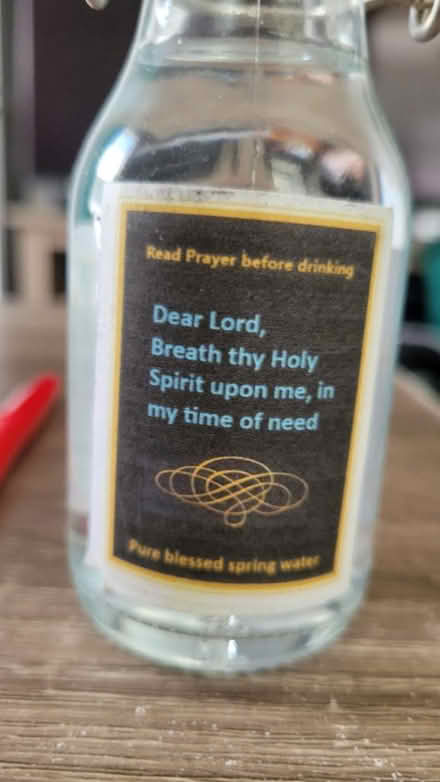 Read Prayer before drinking
Dear Lord,
Breath thy Holy
Spirit upon me, in
my time of need
Pure blessed spring water